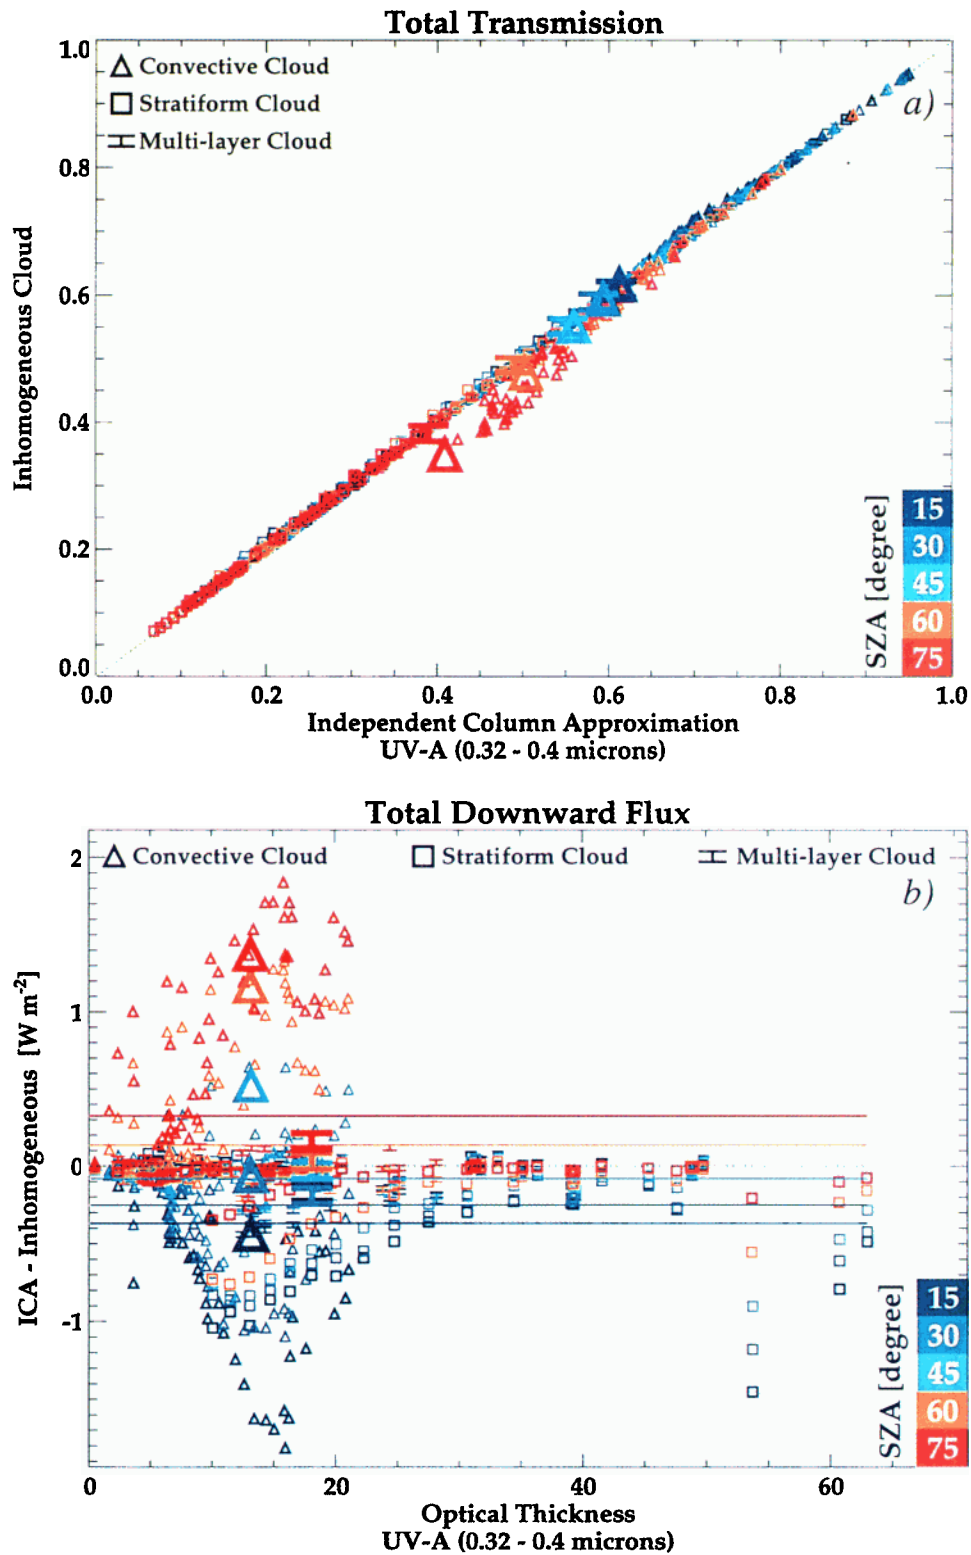 Total Transmission
1.0
Convective Cloud
Stratiform Cloud
Multi-layer Cloud
a)
0.8
0.6
0.4
0.2
0.0
Inhomogeneous Cloud
SZA [degree]
15
30
45
60
75
0.0 0.2 0.4 0.6 0.8 1.0
Independent Column Approximation
UV-A (0.32 - 0.4 microns)
Total Downward Flux
2
Convective Cloud Stratiform Cloud Multi-layer Cloud
b)
1
0
-1
ICA - Inhomogeneous [W m-2]
SZA [degree]
15
30
45
60
75
0 20 40 60
Optical Thickness
UV-A (0.32 - 0.4 microns)